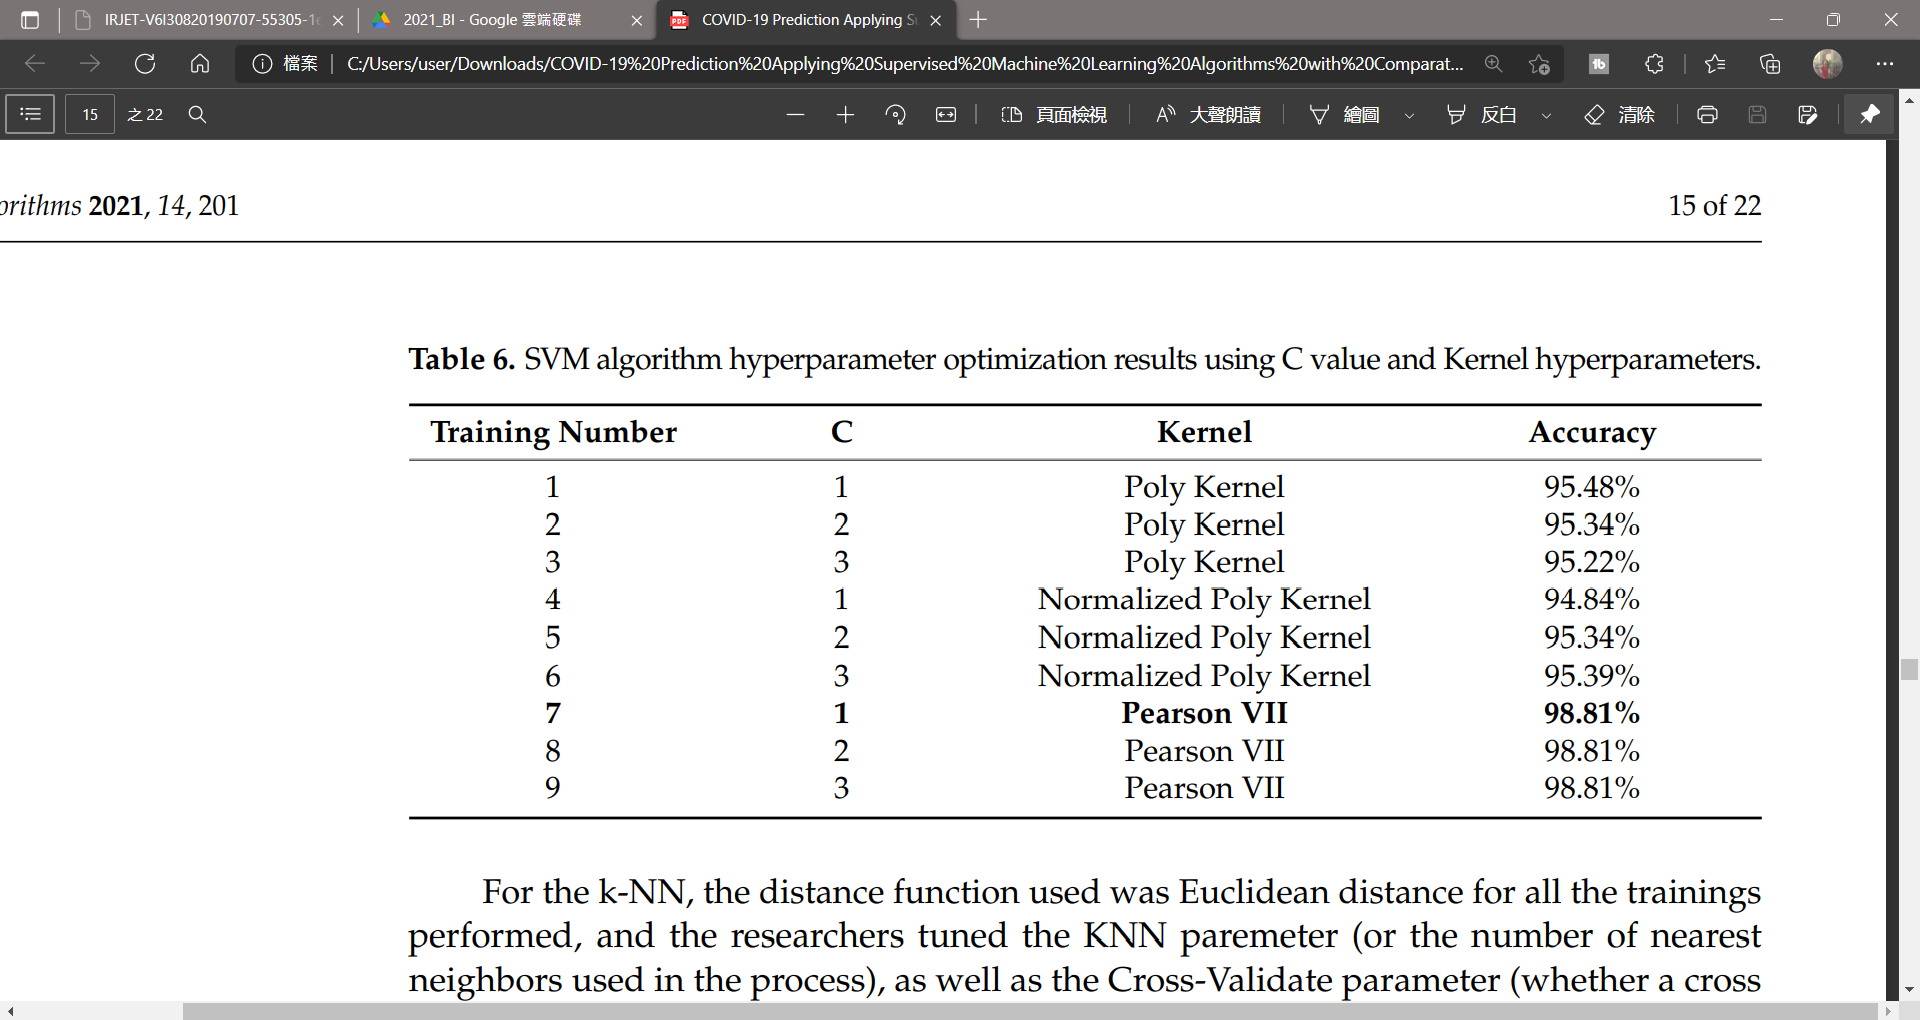 IRJET-V6I30820190707-55305-1
2021_BI - Google 雲端硬碟
COVID-19 Prediction Applying
檔案
C:/Users/user/Downloads/COVID-19%20Prediction%20Applying%20Supervised%20Machine%20Learning%20Algorithms%20with%20Comparat...
15 之 22
頁面檢視
大聲朗讀
繪圖
反白
清除
orithms 2021, 14, 201
15 of 22
Table 6. SVM algorithm hyperparameter optimization results using C value and Kernel hyperparameters.
Training Number C Kernel Accuracy
1 1 Poly Kernel 95.48%
2 2 Poly Kernel 95.34%
3 3 Poly Kernel 95.22%
4 1 Normalized Poly Kernel 94.84%
5 2 Normalized Poly Kernel 95.34%
6 3 Normalized Poly Kernel 95.39%
7 1 Pearson VII 98.81%
8 2 Pearson VII 98.81%
9 3 Pearson VII 98.81%
For the k-NN, the distance function used was Euclidean distance for all the trainings
performed, and the researchers tuned the KNN paremeter (or the number of nearest
neighbors used in the process), as well as the Cross-Validate parameter (whether a cross